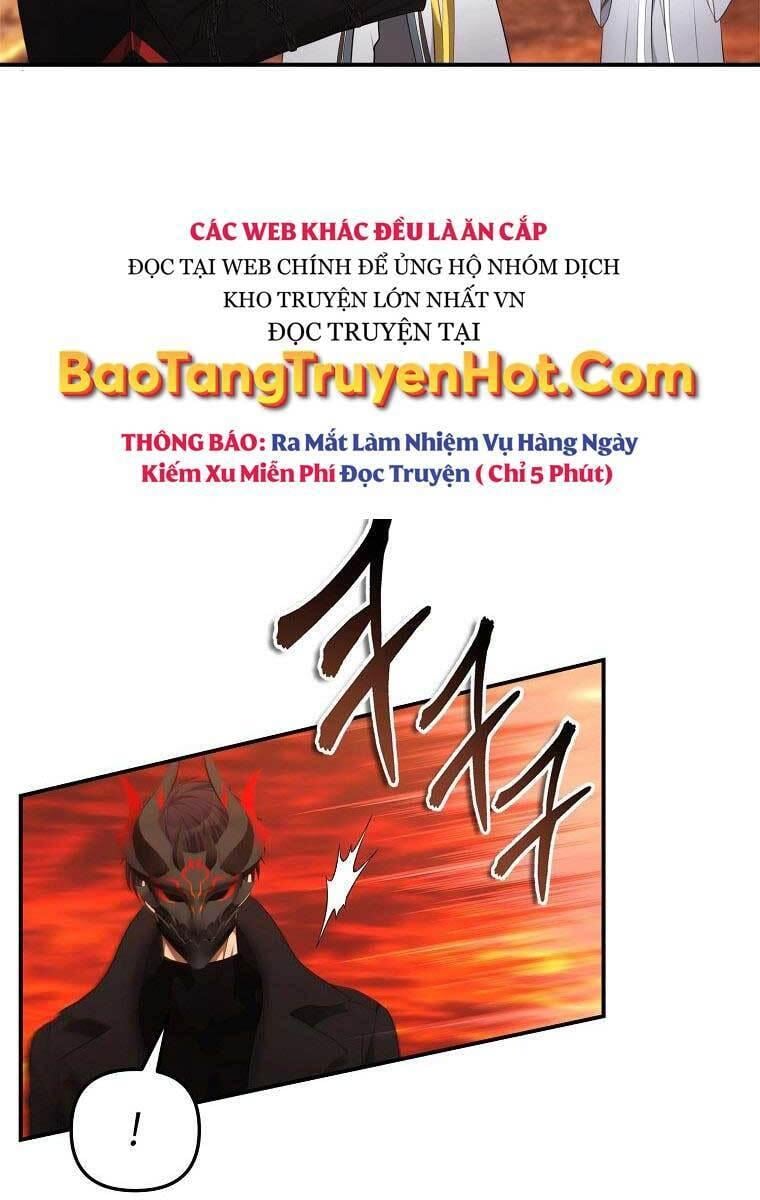 CÁC WEB KHÁC ĐỀU LÀ ĂN CẮP
ĐỌC TẠI WEB CHÍNH ĐỂ ỦNG HỘ NHÓM DỊCH
KHO TRUYỆN LỚN NHẤT VN
ĐỌC TRUYỆN TẠI
BaoTangTruyenHot.Com
THÔNG BÁO: Ra Mắt Làm Nhiệm Vụ Hàng Ngày
Kiếm Xu Miễn Phí Đọc Truyện ( Chỉ 5 Phút)
!